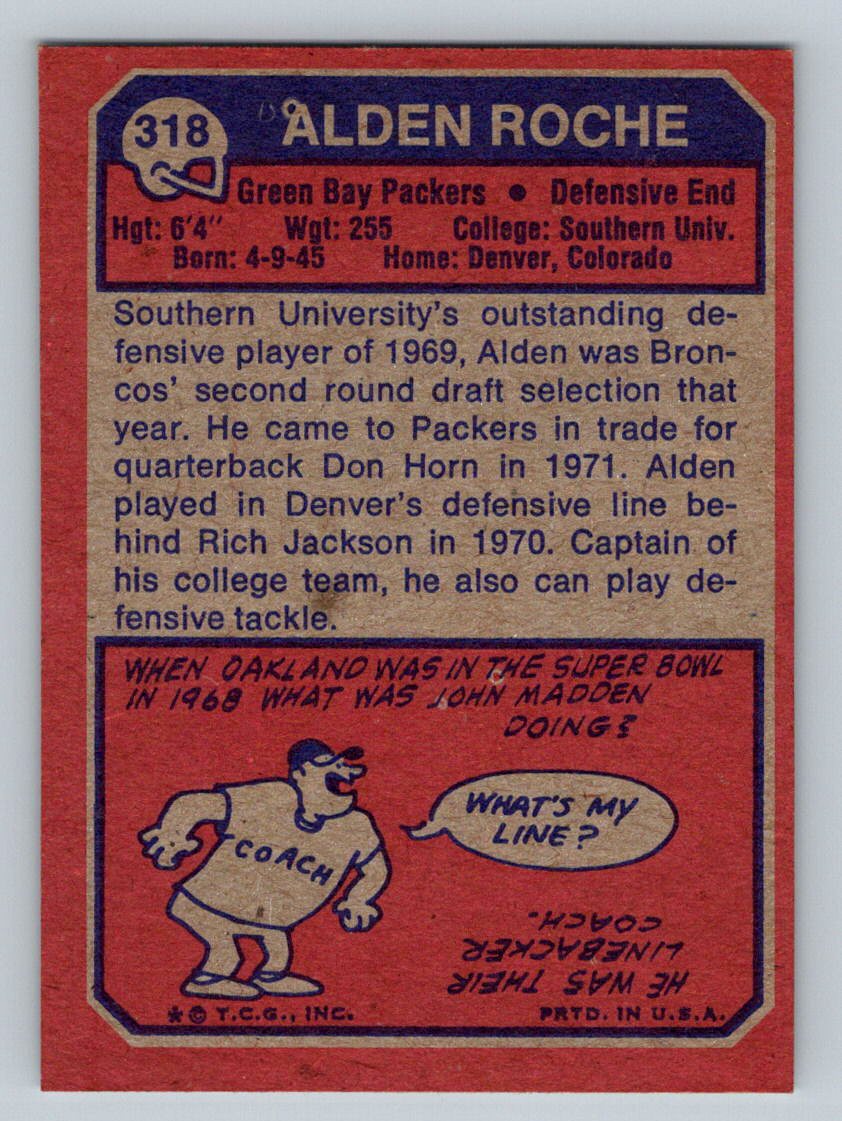 318
ALDEN ROCHE
Green Bay Packers • Defensive End
Hgt: 6'4" Wgt: 255 College: Southern Univ.
Born: 4-9-45 Home: Denver, Colorado
Southern University's outstanding de-
fensive player of 1969, Alden was Bron-
cos' second round draft selection that
year. He came to Packers in trade for
quarterback Don Horn in 1971. Alden
played in Denver's defensive line be-
hind Rich Jackson in 1970. Captain of
his college team, he also can play de-
fensive tackle.
WHEN OAKLAND WAS IN THE SUPER BOWL
IN 1968 WHAT WAS JOHN MADDEN
DOING?
WHAT'S MY
LINE?
COACH
HE WAS THEIR
LINEBACKER
COACH.
* © T.C.G., INC. PRTD. IN U.S.A.